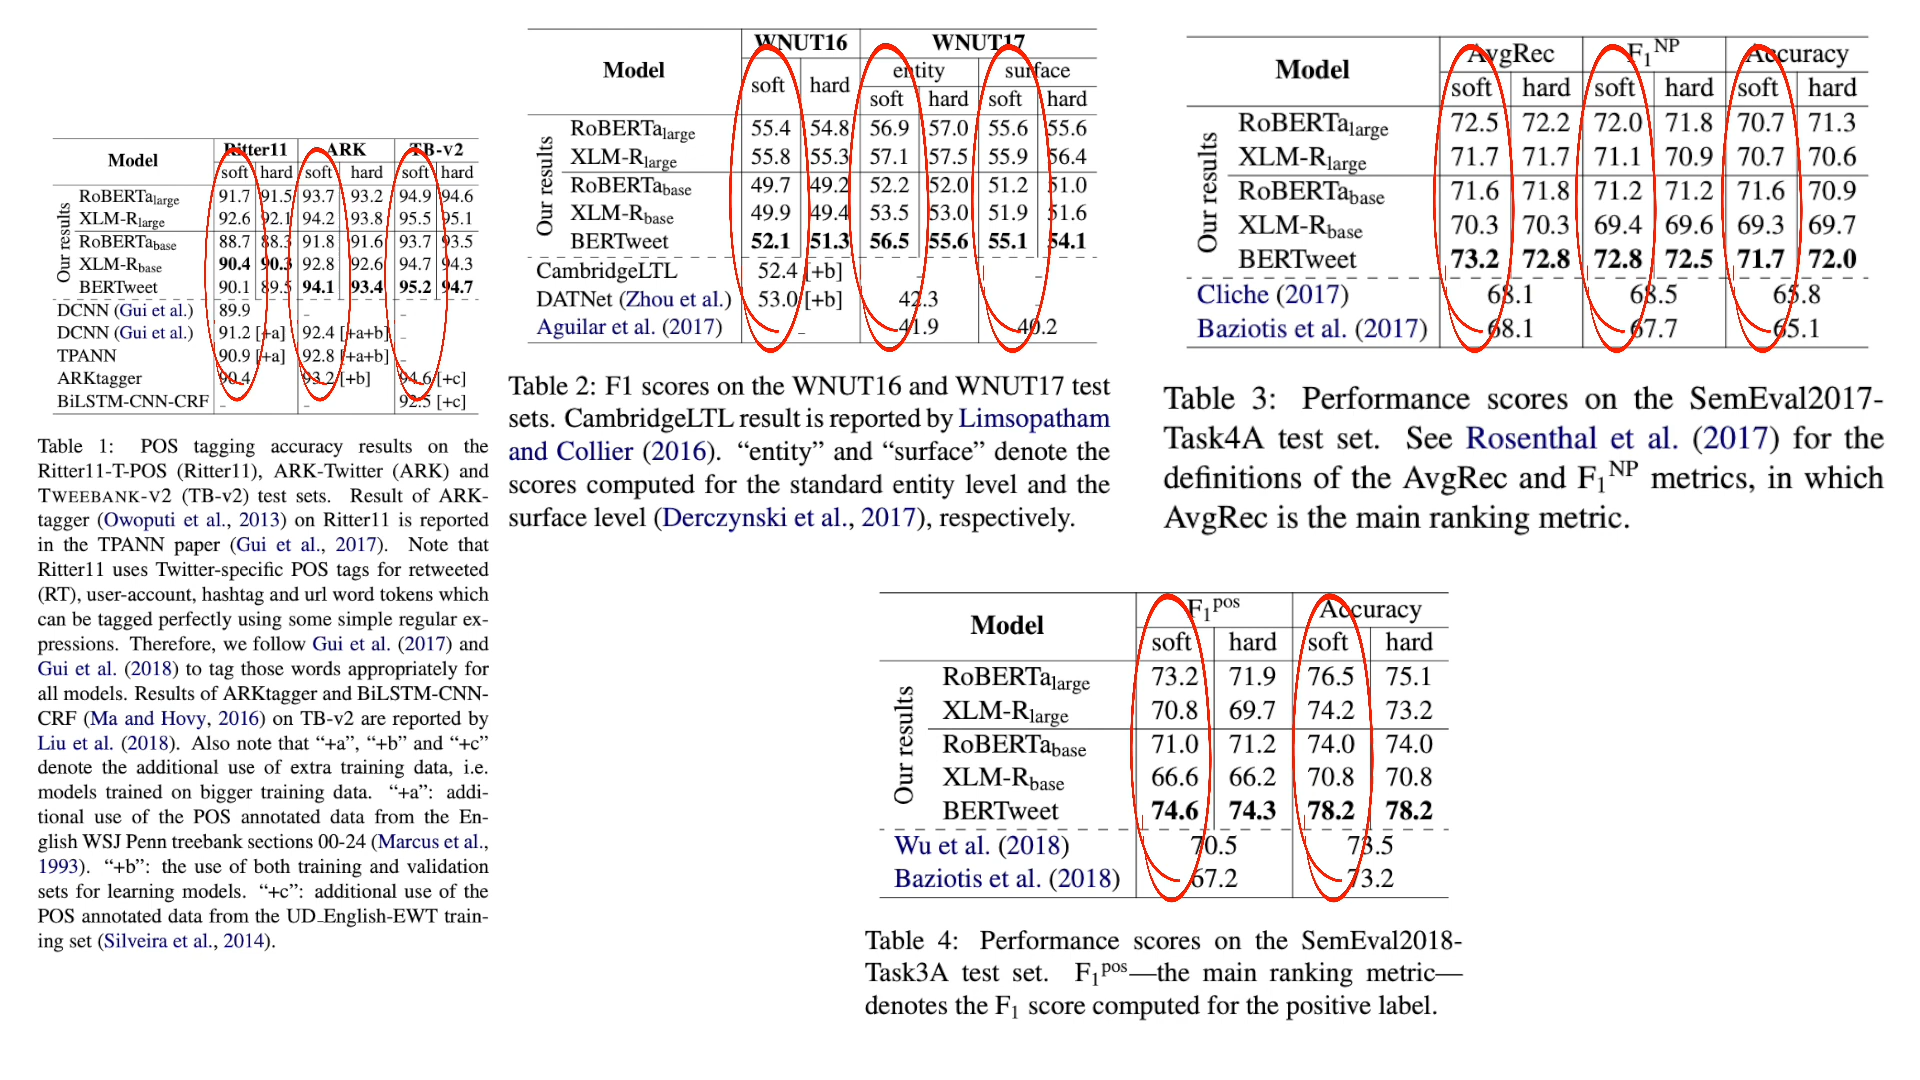 Model Ritter11 ARK TB-v2
soft hard soft hard soft hard
Our results
RoBERTalarge 91.7 91.5 93.7 93.2 94.9 94.6
XLM-Rlarge 92.6 92.1 94.2 93.8 95.5 95.1
RoBERTabase 88.7 88.3 91.8 91.6 93.7 93.5
XLM-Rbase 90.4 90.3 92.8 92.6 94.7 94.3
BERTweet 90.1 89.5 94.1 93.4 95.2 94.7
DCNN (Gui et al.) 89.9 – –
DCNN (Gui et al.) 91.2 [+a] 92.4 [+a+b] –
TPANN 90.9 [+a] 92.8 [+a+b] –
ARKtagger 90.4 93.2 [+b] 94.6 [+c]
BiLSTM-CNN-CRF – – 92.5 [+c]
Table 1: POS tagging accuracy results on the
Ritter11-T-POS (Ritter11), ARK-Twitter (ARK) and
TWEEBANK-V2 (TB-v2) test sets. Result of ARK-
tagger (Owoputi et al., 2013) on Ritter11 is reported
in the TPANN paper (Gui et al., 2017). Note that
Ritter11 uses Twitter-specific POS tags for retweeted
(RT), user-account, hashtag and url word tokens which
can be tagged perfectly using some simple regular ex-
pressions. Therefore, we follow Gui et al. (2017) and
Gui et al. (2018) to tag those words appropriately for
all models. Results of ARKtagger and BiLSTM-CNN-
CRF (Ma and Hovy, 2016) on TB-v2 are reported by
Liu et al. (2018). Also note that “+a”, “+b” and “+c”
denote the additional use of extra training data, i.e.
models trained on bigger training data. “+a”: addi-
tional use of the POS annotated data from the En-
glish WSJ Penn treebank sections 00-24 (Marcus et al.,
1993). “+b”: the use of both training and validation
sets for learning models. “+c”: additional use of the
POS annotated data from the UD_English-EWT train-
ing set (Silveira et al., 2014).
Model WNUT16 WNUT17
soft hard entity surface
soft hard soft hard
Our results
RoBERTalarge 55.4 54.8 56.9 57.0 55.6 55.6
XLM-Rlarge 55.8 55.3 57.1 57.5 55.9 56.4
RoBERTabase 49.7 49.2 52.2 52.0 51.2 51.0
XLM-Rbase 49.9 49.4 53.5 53.0 51.9 51.6
BERTweet 52.1 51.3 56.5 55.6 55.1 54.1
CambridgeLTL 52.4 [+b] – –
DATNet (Zhou et al.) 53.0 [+b] 42.3
Aguilar et al. (2017) – 41.9 40.2
Table 2: F1 scores on the WNUT16 and WNUT17 test
sets. CambridgeLTL result is reported by Limsopatham
and Collier (2016). “entity” and “surface” denote the
scores computed for the standard entity level and the
surface level (Derczynski et al., 2017), respectively.
Model AvgRec F1NP Accuracy
soft hard soft hard soft hard
Our results
RoBERTalarge 72.5 72.2 72.0 71.8 70.7 71.3
XLM-Rlarge 71.7 71.7 71.1 70.9 70.7 70.6
RoBERTabase 71.6 71.8 71.2 71.2 71.6 70.9
XLM-Rbase 70.3 70.3 69.4 69.6 69.3 69.7
BERTweet 73.2 72.8 72.8 72.5 71.7 72.0
Cliche (2017) 68.1 68.5 65.8
Baziotis et al. (2017) 68.1 67.7 65.1
Table 3: Performance scores on the SemEval2017-
Task4A test set. See Rosenthal et al. (2017) for the
definitions of the AvgRec and F1NP metrics, in which
AvgRec is the main ranking metric.
Model F1pos Accuracy
soft hard soft hard
Our results
RoBERTalarge 73.2 71.9 76.5 75.1
XLM-Rlarge 70.8 69.7 74.2 73.2
RoBERTabase 71.0 71.2 74.0 74.0
XLM-Rbase 66.6 66.2 70.8 70.8
BERTweet 74.6 74.3 78.2 78.2
Wu et al. (2018) 70.5 73.5
Baziotis et al. (2018) 67.2 73.2
Table 4: Performance scores on the SemEval2018-
Task3A test set. F1pos—the main ranking metric—
denotes the F1 score computed for the positive label.